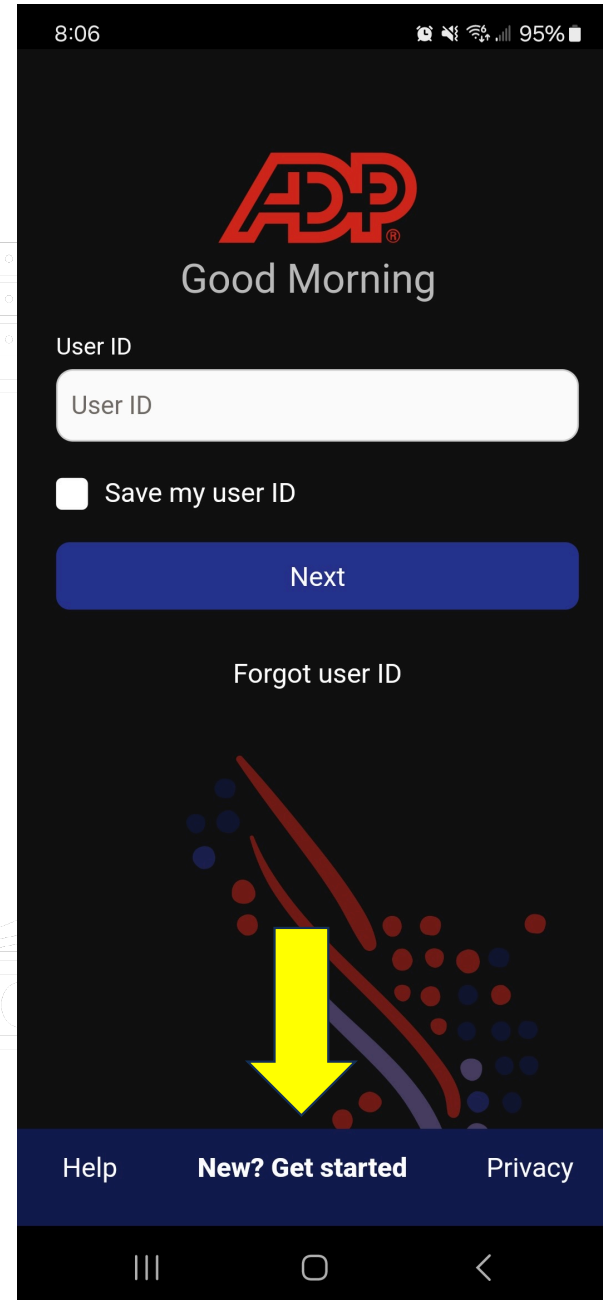 8:06 95%
ADP
Good Morning
User ID
User ID
Save my user ID
Next
Forgot user ID
Help New? Get started Privacy